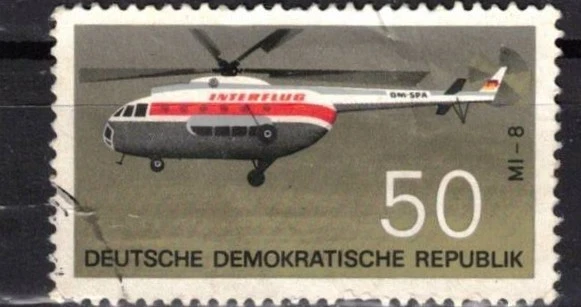 INTERFLUG
DM-SPA
MI-8
50
DEUTSCHE DEMOKRATISCHE REPUBLIK